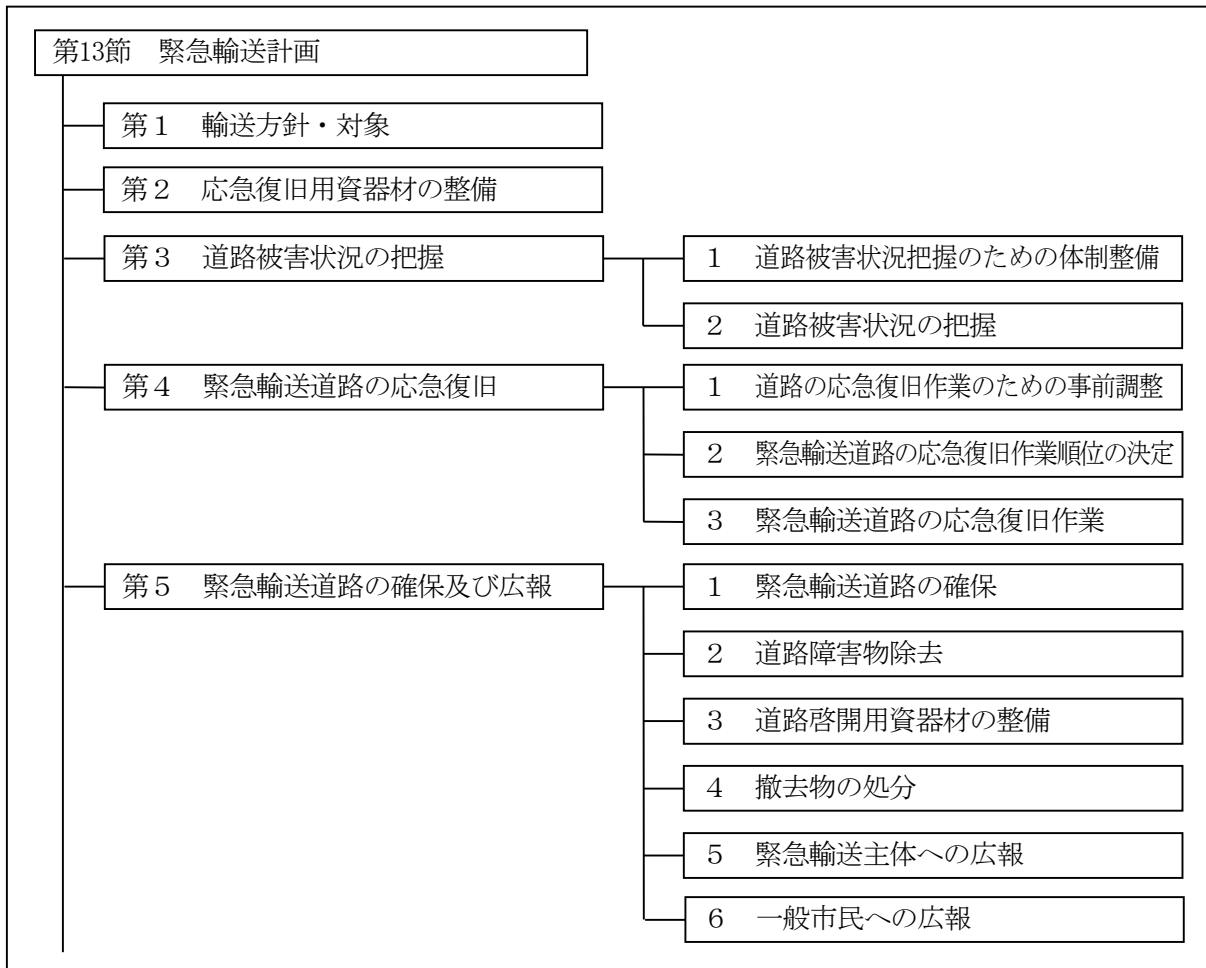 第13節 緊急輸送計画
第1 輸送方針・対象
第2 応急復旧用資器材の整備
第3 道路被害状況の把握
1 道路被害状況把握のための体制整備
2 道路被害状況の把握
第4 緊急輸送道路の応急復旧
1 道路の応急復旧作業のための事前調整
2 緊急輸送道路の応急復旧作業順位の決定
3 緊急輸送道路の応急復旧作業
第5 緊急輸送道路の確保及び広報
1 緊急輸送道路の確保
2 道路障害物除去
3 道路啓開用資器材の整備
4 撤去物の処分
5 緊急輸送主体への広報
6 一般市民への広報